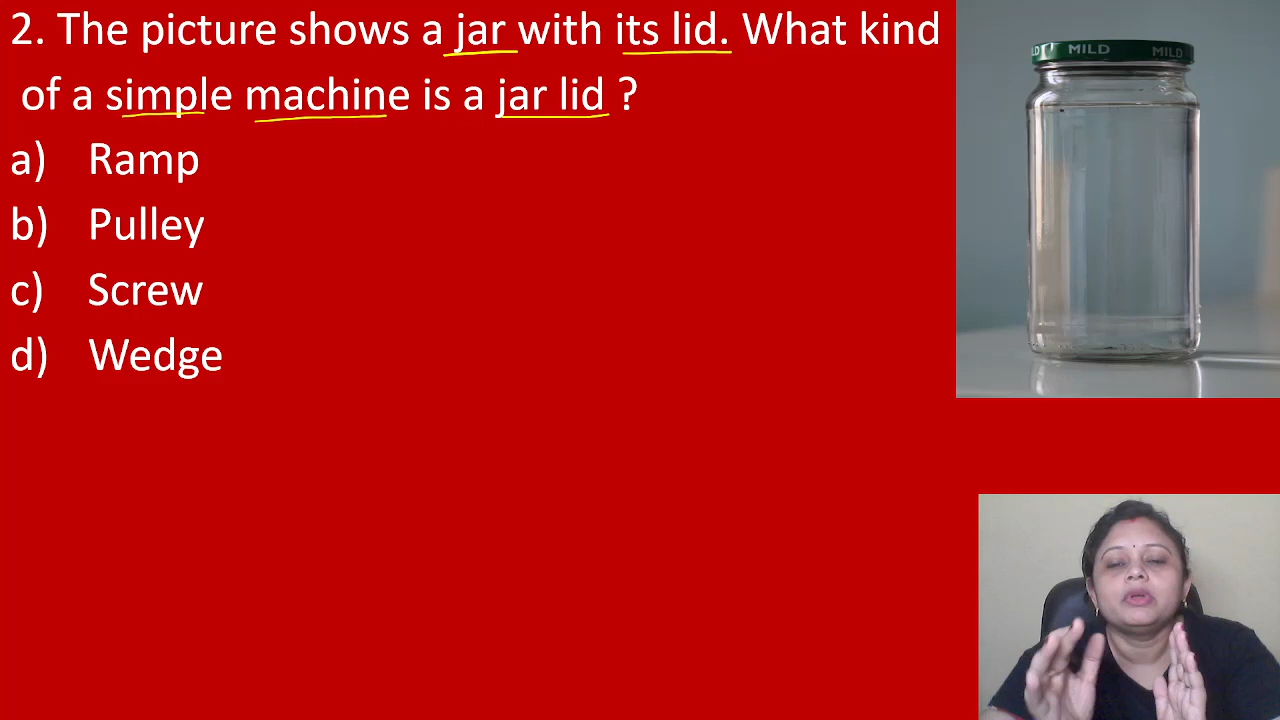 2. The picture shows a jar with its lid. What kind
of a simple machine is a jar lid ?
a) Ramp
b) Pulley
c) Screw
d) Wedge
MILD MILD